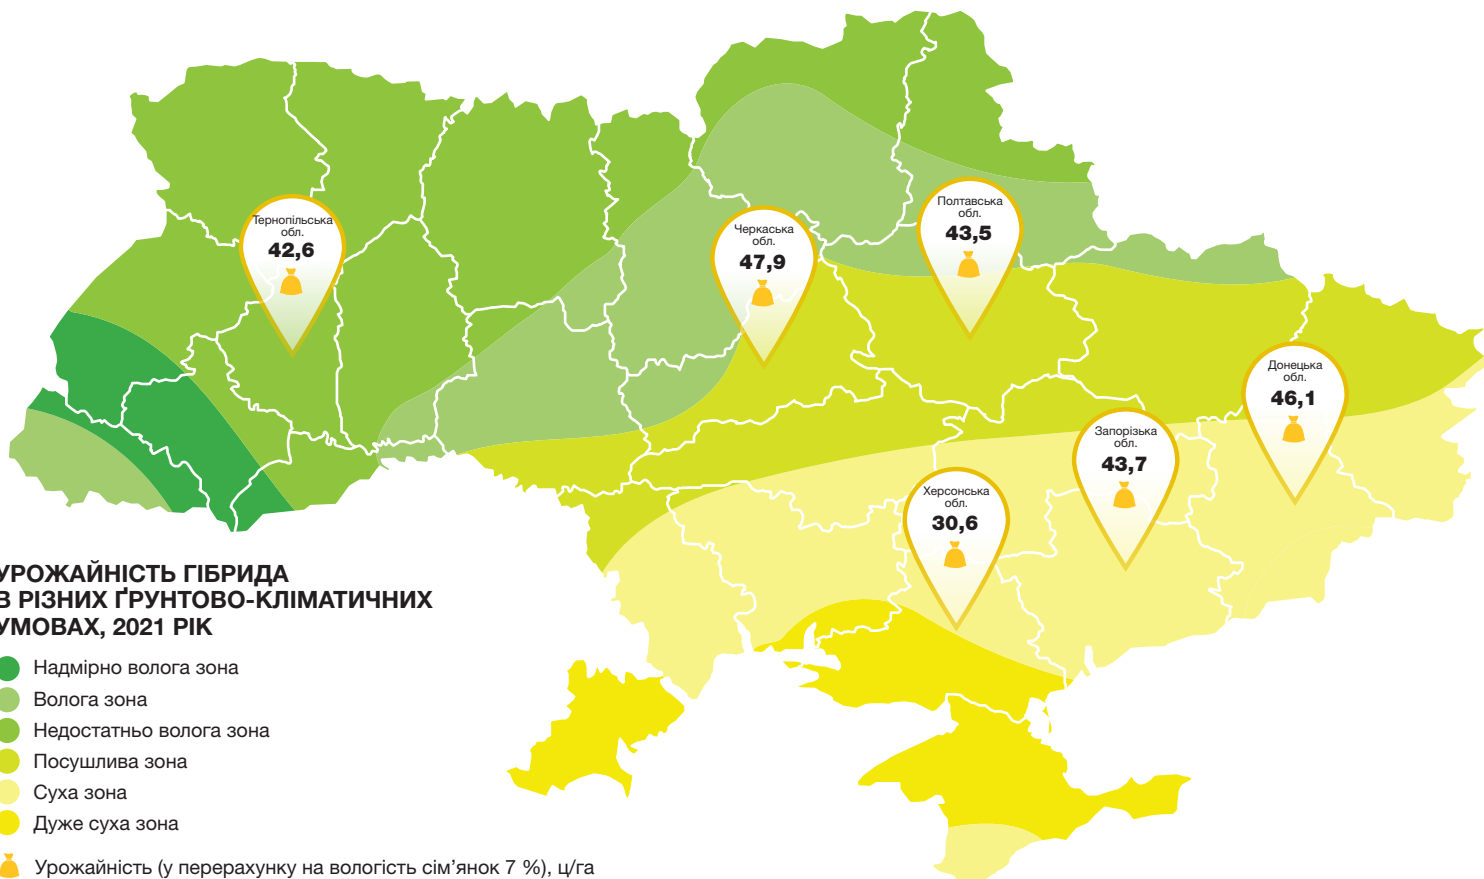 Тернопільська
обл.
42,6
Черкаська
обл.
47,9
Полтавська
обл.
43,5
Донецька
обл.
46,1
Запорізька
обл.
43,7
Херсонська
обл.
30,6
УРОЖАЙНІСТЬ ГІБРИДА
В РІЗНИХ ҐРУНТОВО-КЛІМАТИЧНИХ
УМОВАХ, 2021 РІК
Надмірно волога зона
Волога зона
Недостатньо волога зона
Посушлива зона
Суха зона
Дуже суха зона
Урожайність (у перерахунку на вологість сім’янок 7 %), ц/га